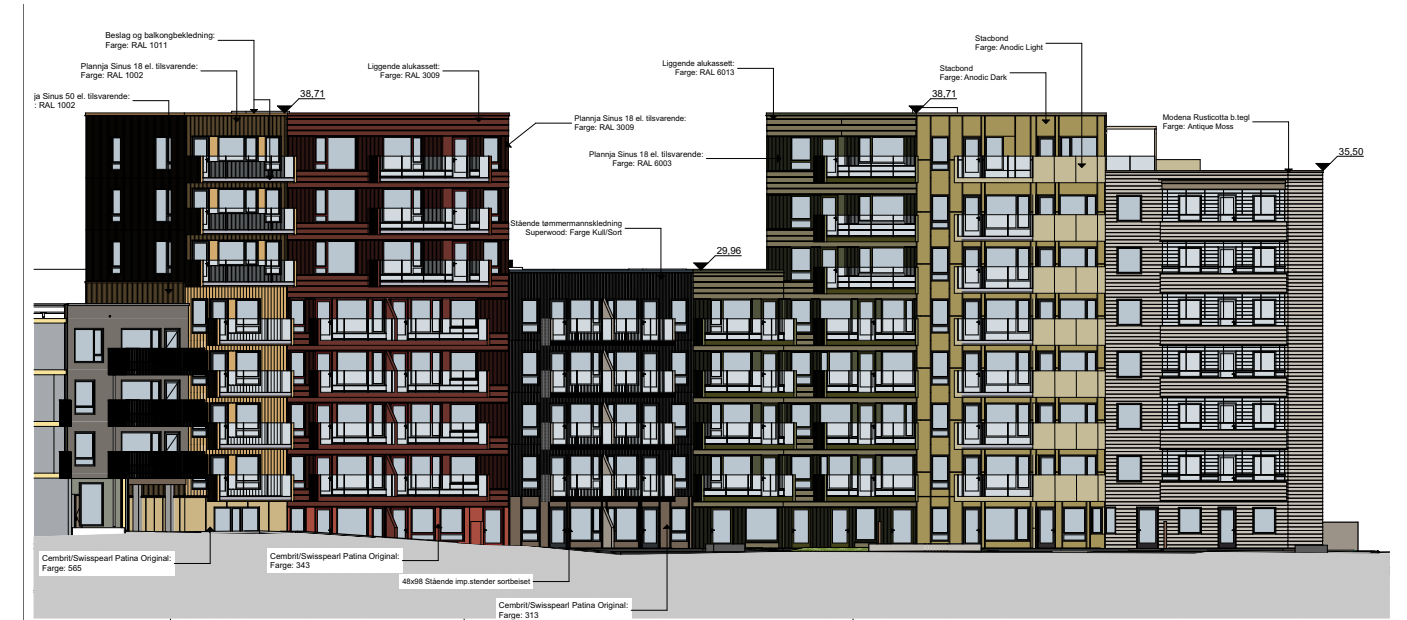 Beslag og balkongbekledning:
Farge: RAL 1011
Plannja Sinus 18 el. tilsvarende:
Farge: RAL 1002
ja Sinus 50 el. tilsvarende:
: RAL 1002
38,71
Liggende alukassett:
Farge: RAL 3009
Plannja Sinus 18 el. tilsvarende:
Farge: RAL 3009
Stående tømmermannskledning
Superwood: Farge Kull/Sort
29,96
Liggende alukassett:
Farge: RAL 6013
Plannja Sinus 18 el. tilsvarende:
Farge: RAL 6003
38,71
Stacbond
Farge: Anodic Light
Stacbond
Farge: Anodic Dark
Modena Rusticotta b.tegl
Farge: Antique Moss
35,50
Cembrit/Swisspearl Patina Original:
Farge: 565
Cembrit/Swisspearl Patina Original:
Farge: 343
48x98 Stående imp.stender sortbeiset
Cembrit/Swisspearl Patina Original:
Farge: 313